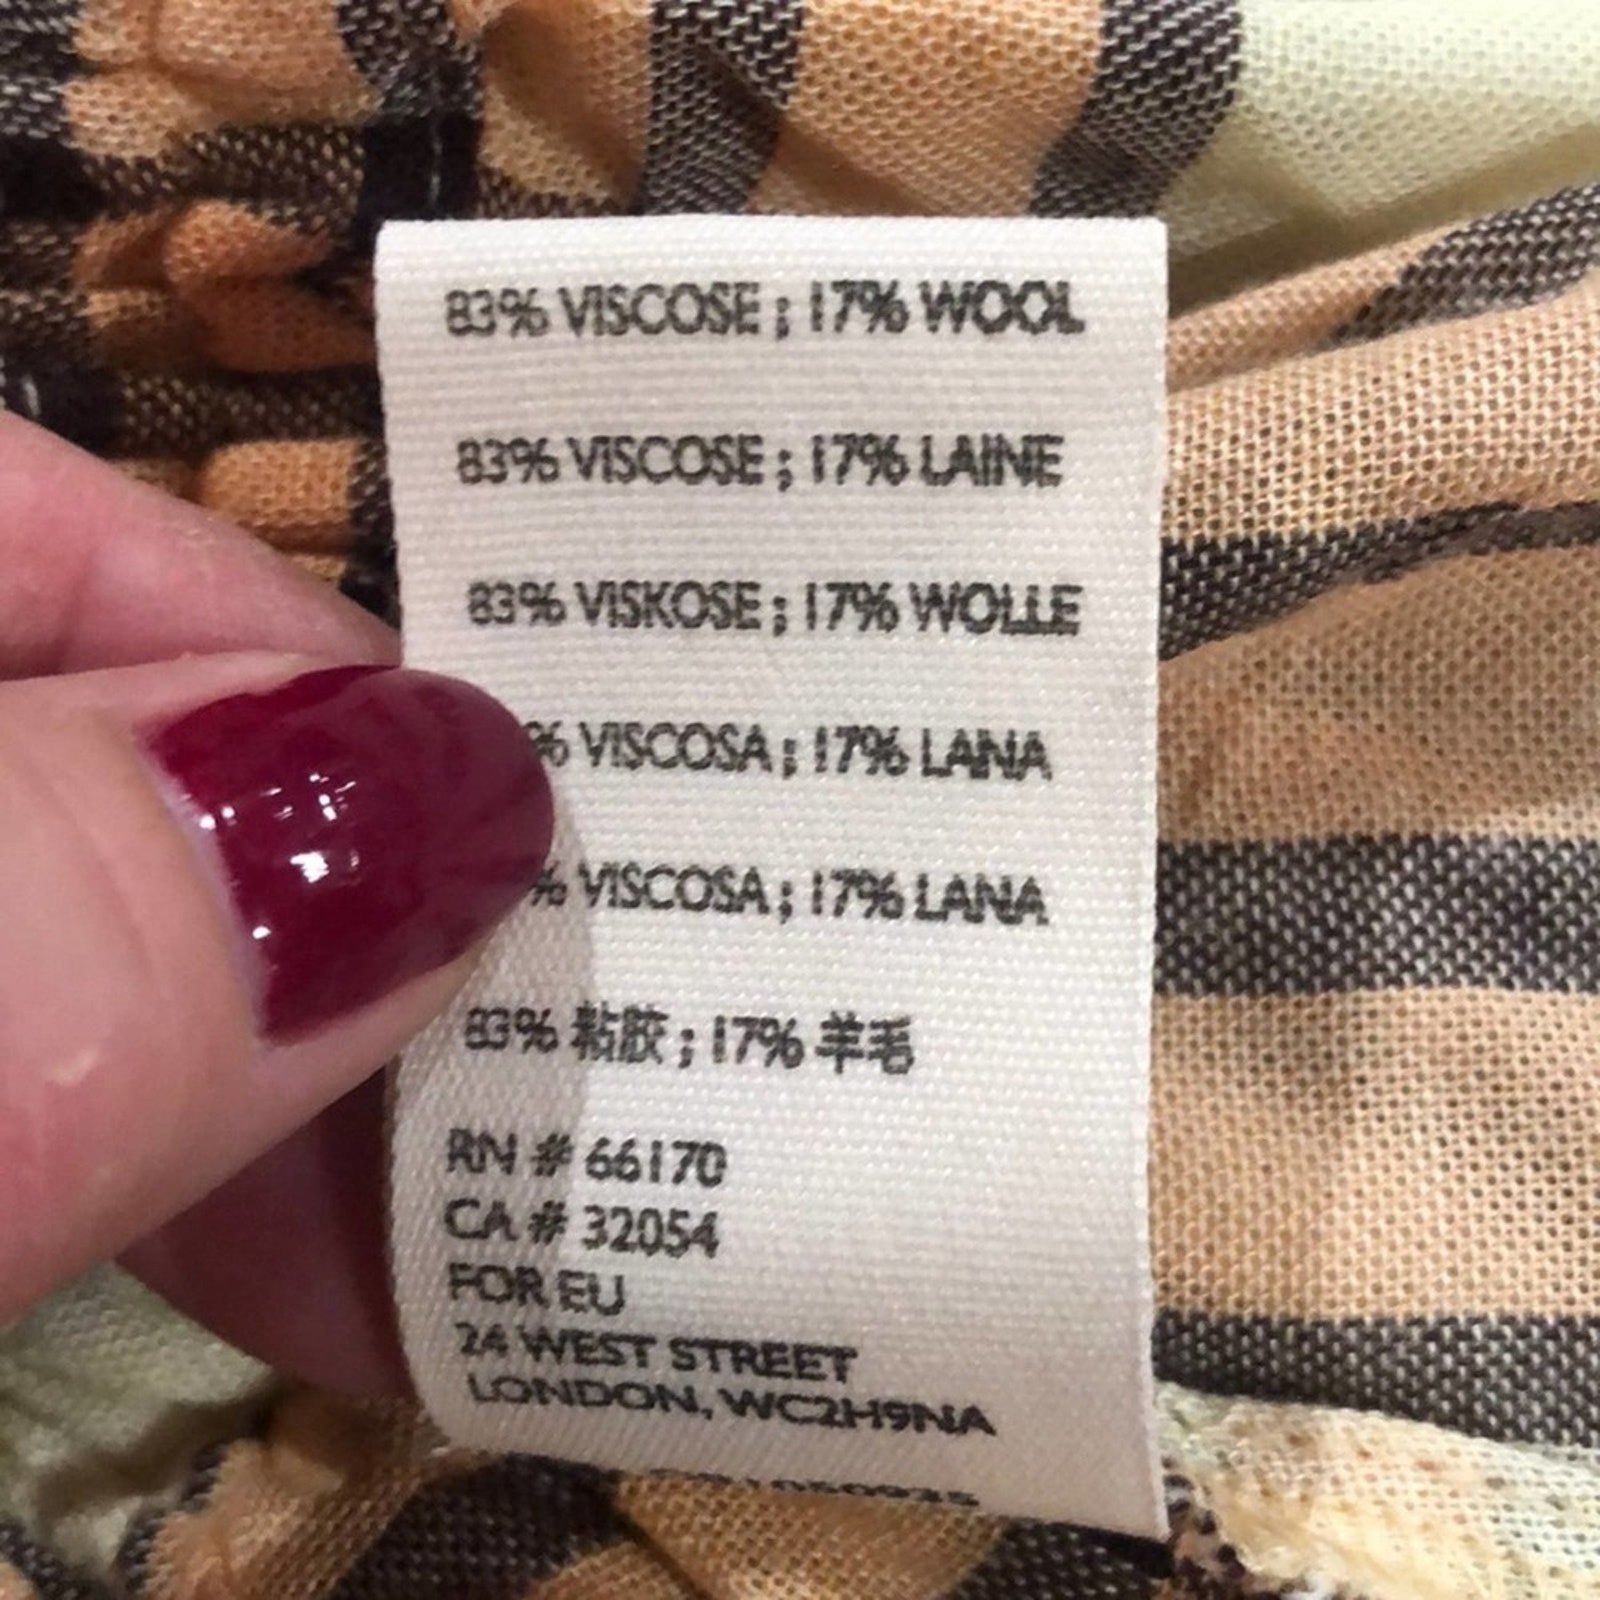 83% VISCOSE ; 17% WOOL
83% VISCOSE ; 17% LAINE
83% VISKOSE ; 17% WOLLE
% VISCOSA ; 17% LANA
% VISCOSA ; 17% LANA
83% 粘胶 ; 17% 羊毛
RN # 66170
CA # 32054
FOR EU
24 WEST STREET
LONDON, WC2H9NA